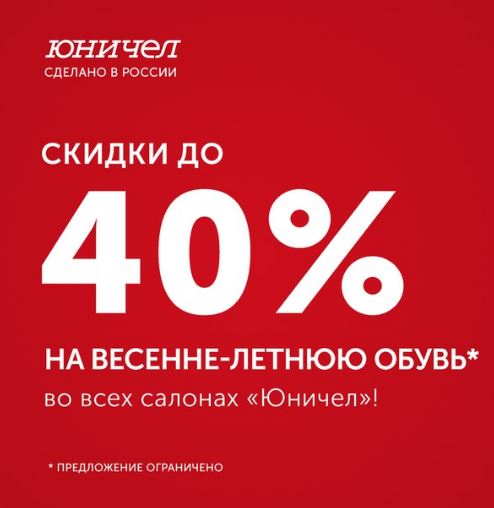 ЮНИЧЕЛ
СДЕЛАНО В РОССИИ
СКИДКИ ДО
40%
НА ВЕСЕННЕ-ЛЕТНЮЮ ОБУВЬ*
во всех салонах «Юничел»!
* ПРЕДЛОЖЕНИЕ ОГРАНИЧЕНО